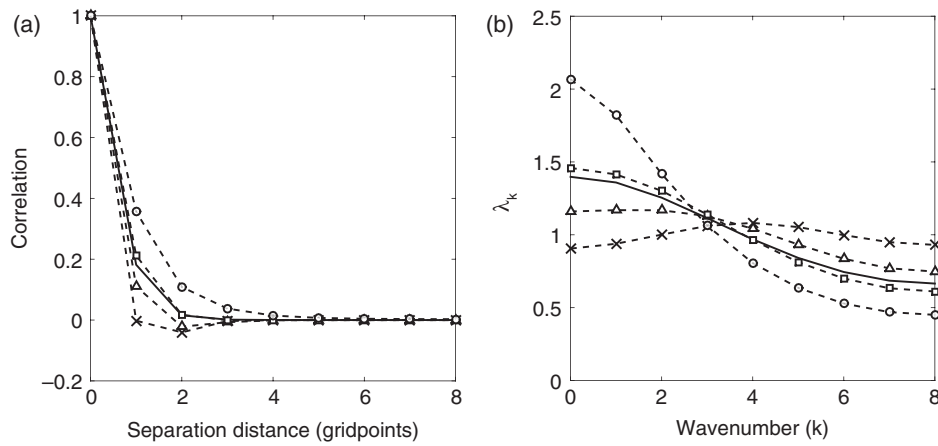 (a)
1
0.8
0.6
0.4
0.2
0
−0.2
Correlation
0 2 4 6 8
Separation distance (gridpoints)
(b)
2.5
2
1.5
1
0.5
0
λk
0 2 4 6 8
Wavenumber (k)